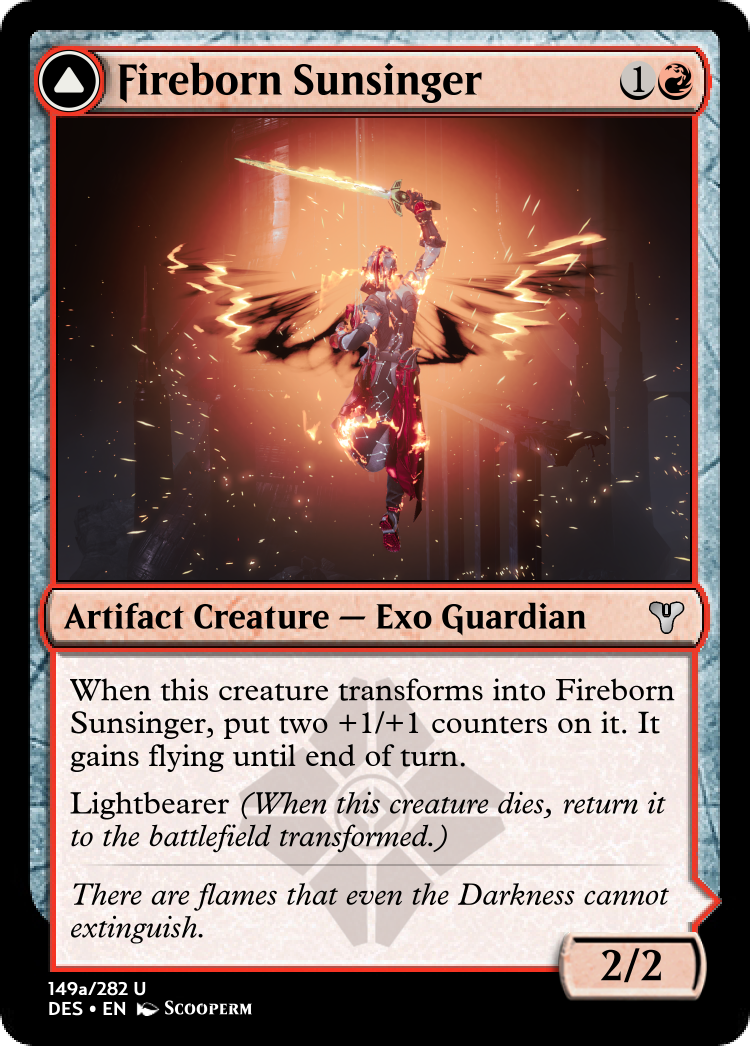 Fireborn Sunsinger 1
Artifact Creature — Exo Guardian
When this creature transforms into Fireborn
Sunsinger, put two +1/+1 counters on it. It
gains flying until end of turn.
Lightbearer (When this creature dies, return it
to the battlefield transformed.)
There are flames that even the Darkness cannot
extinguish.
2/2
149a/282 U
DES • EN Scooperm